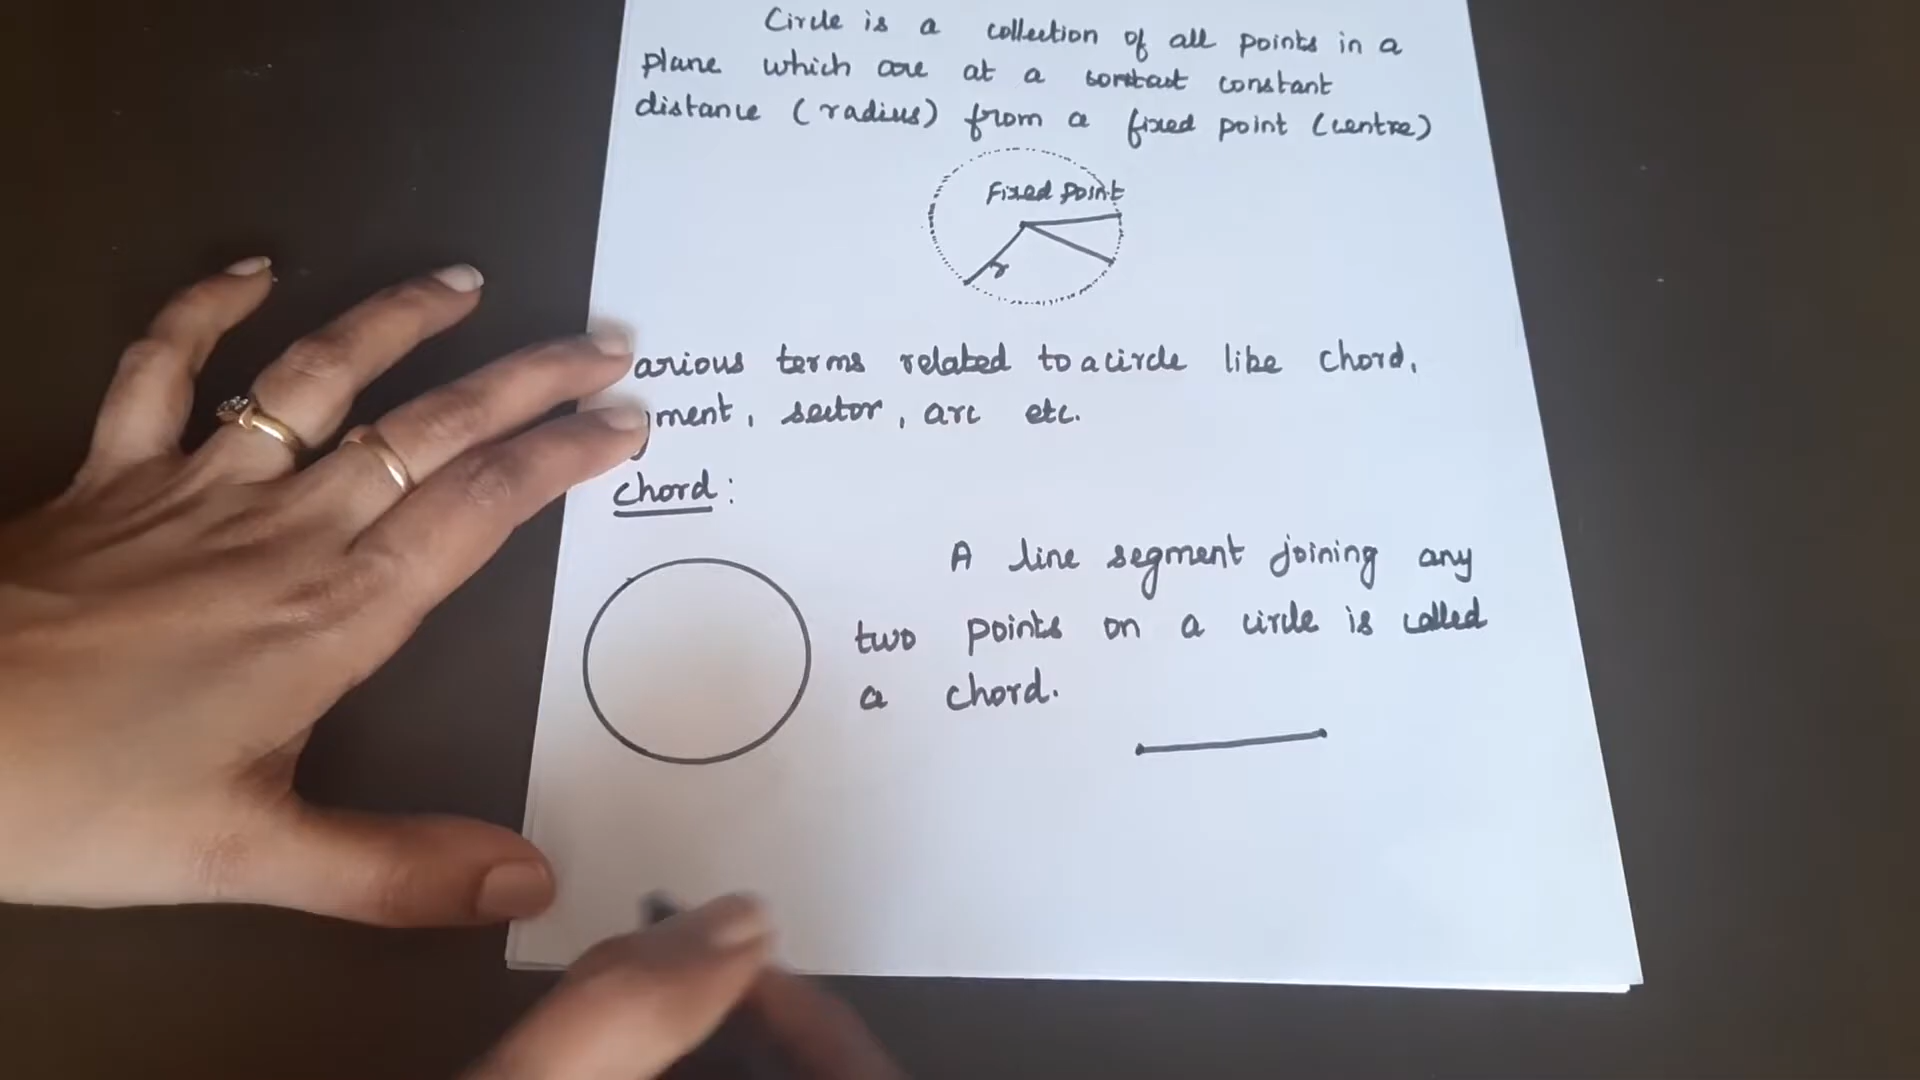 Circle is a collection of all points in a
plane which are at a constant
distance (radius) from a fixed point (centre)
Fixed Point
r
arious terms related to a circle like chord,
gment, sector, arc etc.
Chord:
A line segment joining any
two points on a circle is called
a chord.